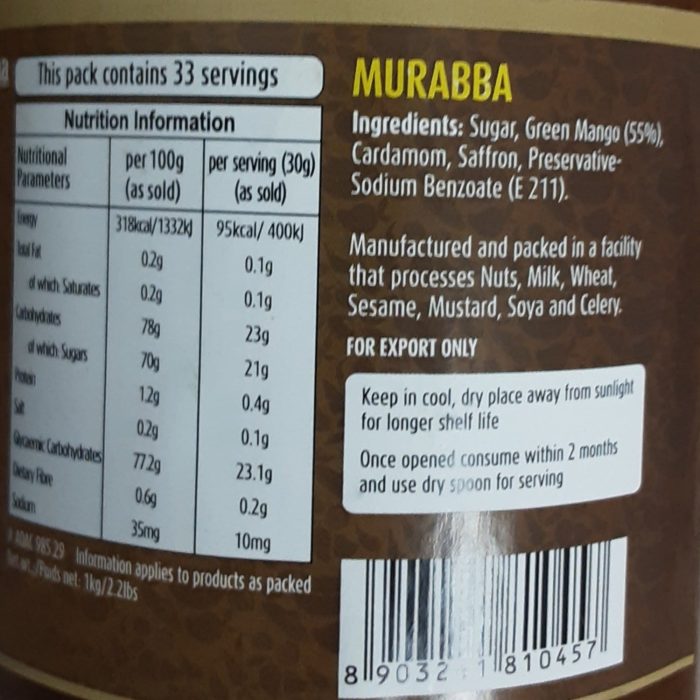 This pack contains 33 servings
Nutrition Information
Nutritional Parameters per 100g (as sold) per serving (30g) (as sold)
Energy 318kcal/1332kJ 95kcal/ 400kJ
Total Fat 0.2g 0.1g
of which Saturates 0.2g 0.1g
Carbohydrates 78g 23g
of which Sugars 70g 21g
Protein 1.2g 0.4g
Salt 0.2g 0.1g
Glycaemic Carbohydrates 77.2g 23.1g
Dietary Fibre 0.6g 0.2g
Sodium 35mg 10mg
985 29 Information applies to products as packed
net: 1kg/2.2lbs
MURABBA
Ingredients: Sugar, Green Mango (55%),
Cardamom, Saffron, Preservative-
Sodium Benzoate (E 211).
Manufactured and packed in a facility
that processes Nuts, Milk, Wheat,
Sesame, Mustard, Soya and Celery.
FOR EXPORT ONLY
Keep in cool, dry place away from sunlight
for longer shelf life
Once opened consume within 2 months
and use dry spoon for serving
8 9032 1 810457